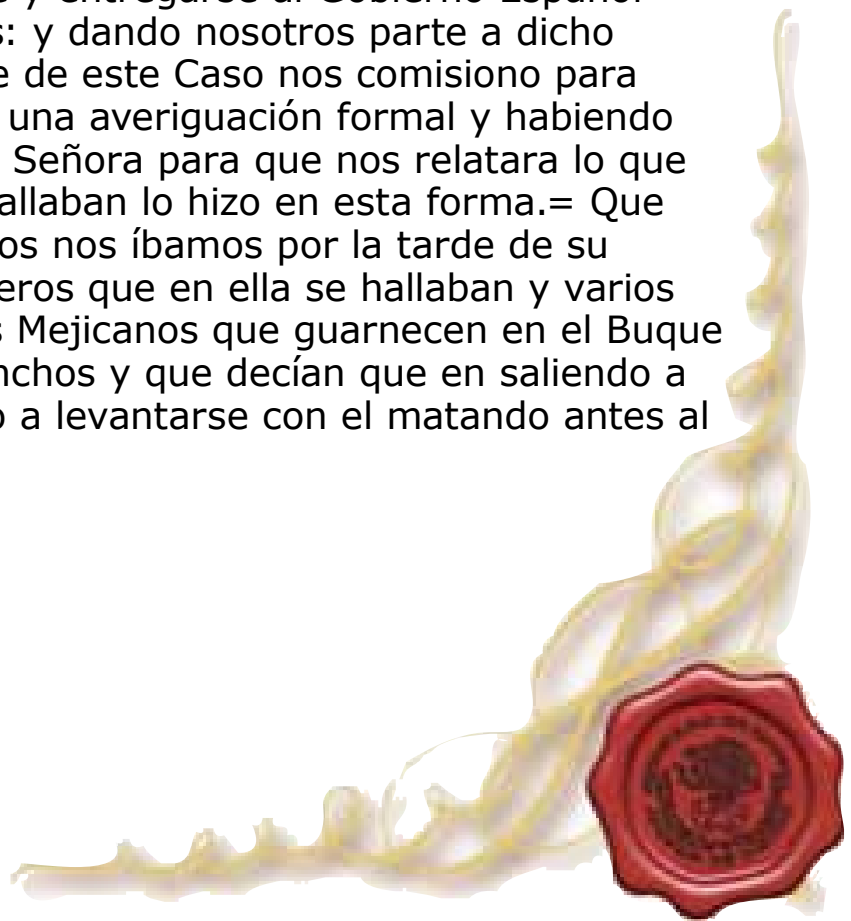 y entregarse al Gobierno Español
: y dando nosotros parte a dicho
de este Caso nos comisiono para
una averiguación formal y habiendo
Señora para que nos relatara lo que
allaban lo hizo en esta forma.= Que
os nos íbamos por la tarde de su
eros que en ella se hallaban y varios
s Mejicanos que guarnecen en el Buque
nchos y que decían que en saliendo a
o a levantarse con el matando antes al